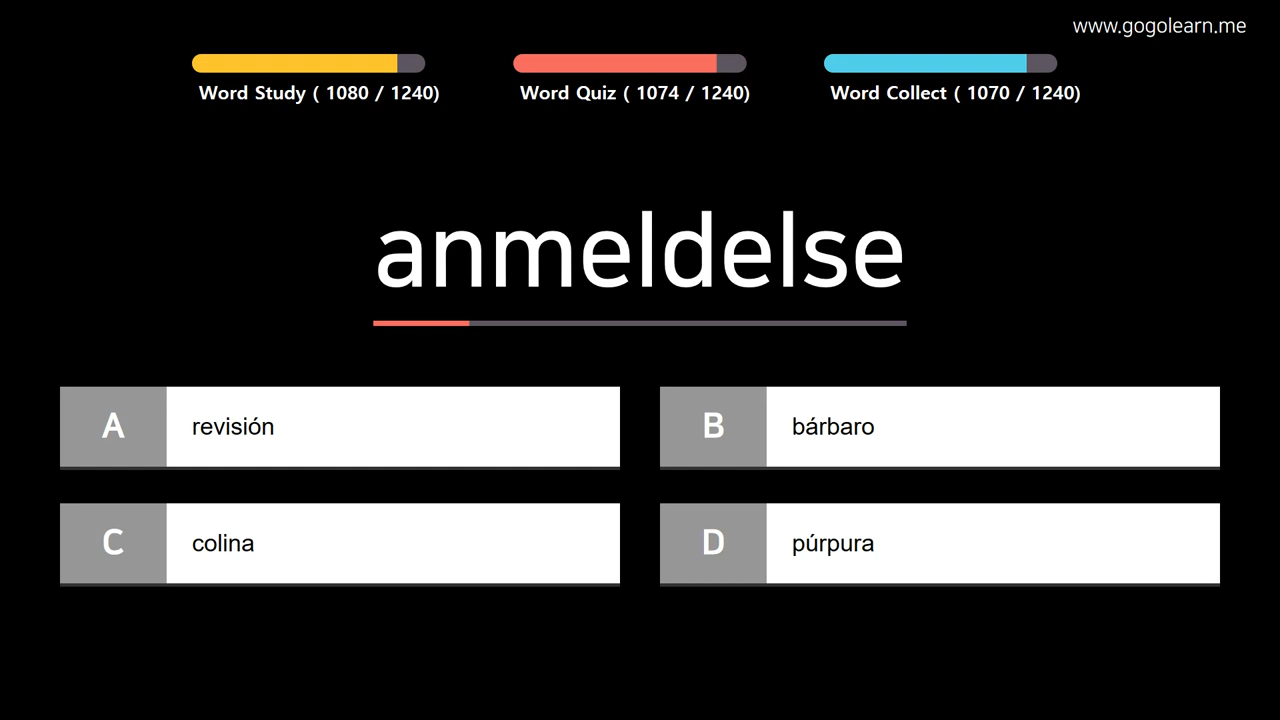 www.gogolearn.me
Word Study ( 1080 / 1240)
Word Quiz ( 1074 / 1240)
Word Collect ( 1070 / 1240)
anmeldelse
A revisión
B bárbaro
C colina
D púrpura